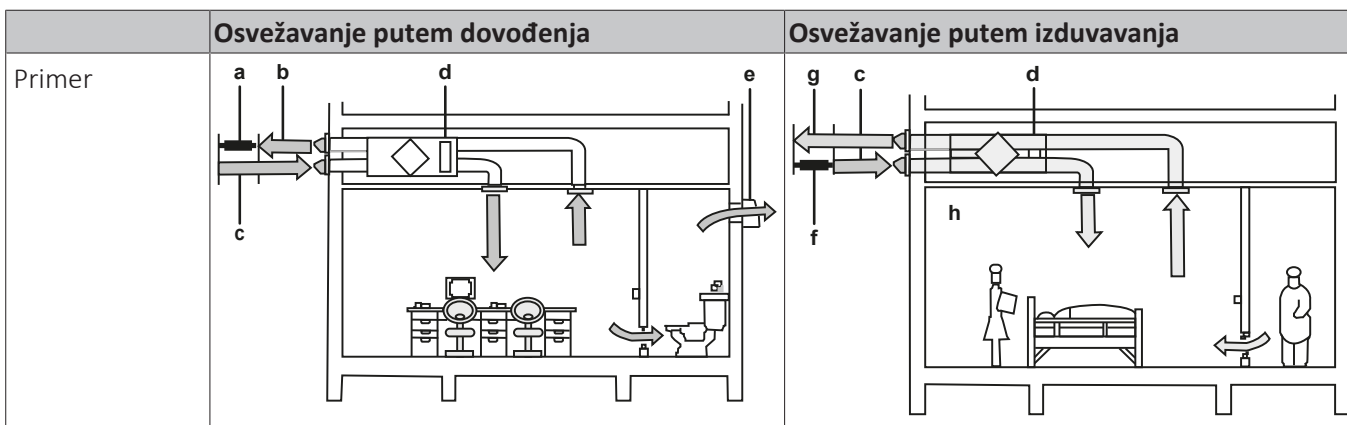 Osvežavanje putem dovođenja
Osvežavanje putem izduvavanja
Primer
a b d e
c
g c d
f
h